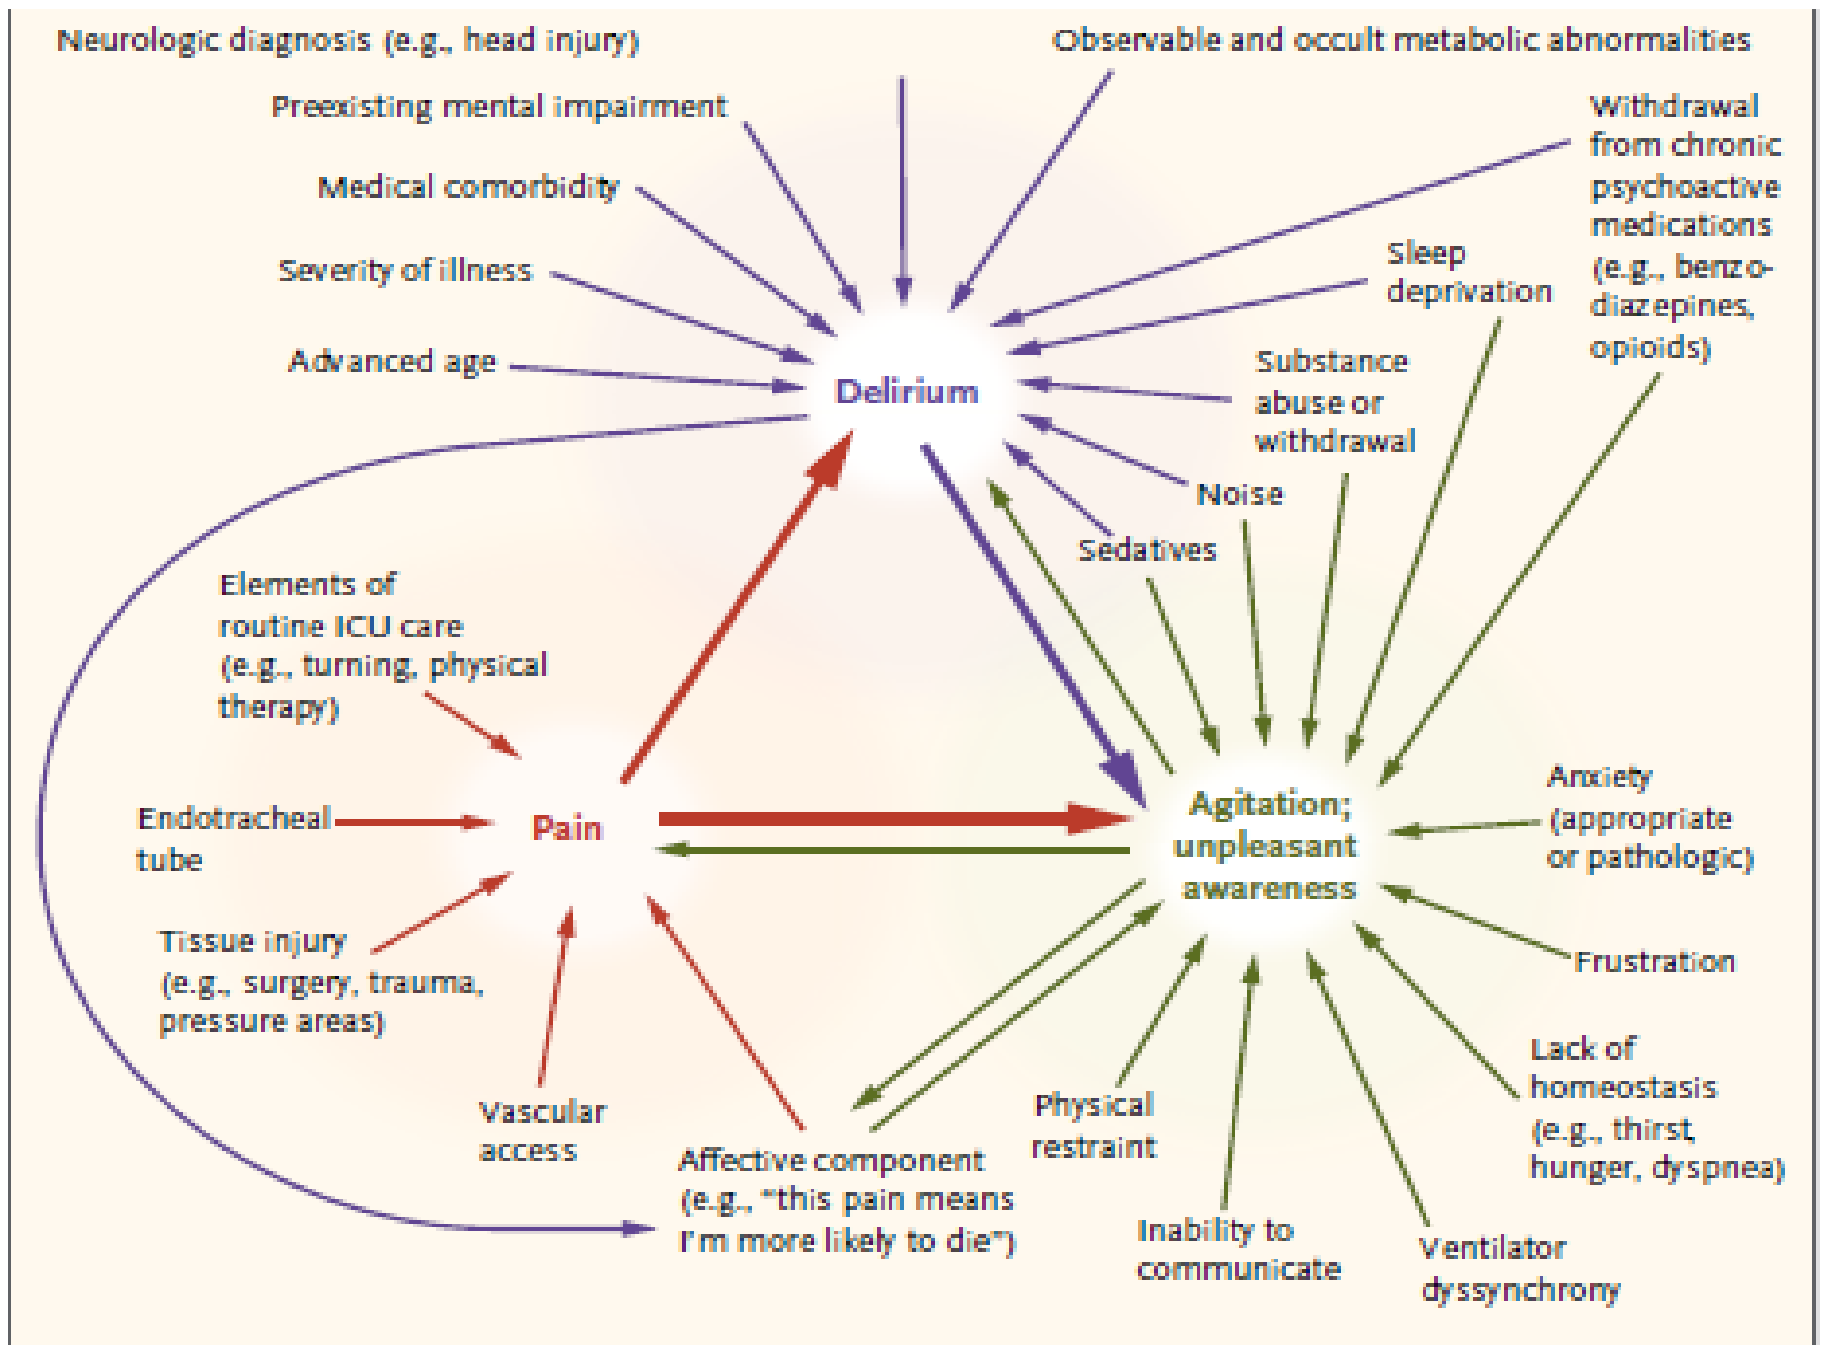 Neurologic diagnosis (e.g., head injury)
Observable and occult metabolic abnormalities
Preexisting mental impairment
Withdrawal
from chronic
psychoactive
medications
(e.g., benzo-
diazepines,
opioids)
Medical comorbidity
Severity of illness
Sleep
deprivation
Advanced age
Substance
abuse or
withdrawal
Delirium
Noise
Sedatives
Elements of
routine ICU care
(e.g., turning, physical
therapy)
Endotracheal
tube
Pain
Agitation;
unpleasant
awareness
Anxiety
(appropriate
or pathologic)
Tissue injury
(e.g., surgery, trauma,
pressure areas)
Frustration
Vascular
access
Affective component
(e.g., "this pain means
I'm more likely to die")
Physical
restraint
Lack of
homeostasis
(e.g., thirst,
hunger, dyspnea)
Inability to
communicate
Ventilator
dyssynchrony